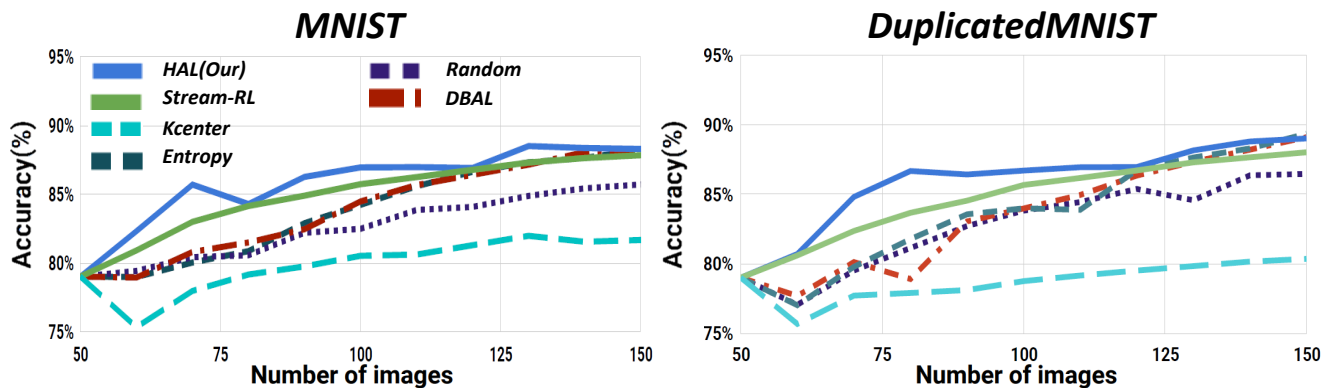 MNIST
DuplicatedMNIST
95%
90%
85%
80%
75%
Accuracy(%)
HAL(Our)
Stream-RL
Kcenter
Entropy
Random
DBAL
50
75
100
125
150
Number of images
95%
90%
85%
80%
75%
Accuracy(%)
50
75
100
125
150
Number of images